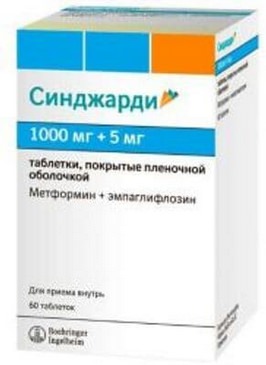 Синджарди
1000 мг + 5 мг
таблетки, покрытые пленочной
оболочкой
Метформин + эмпаглифлозин
Для приема внутрь
60 таблеток
Boehringer
Ingelheim